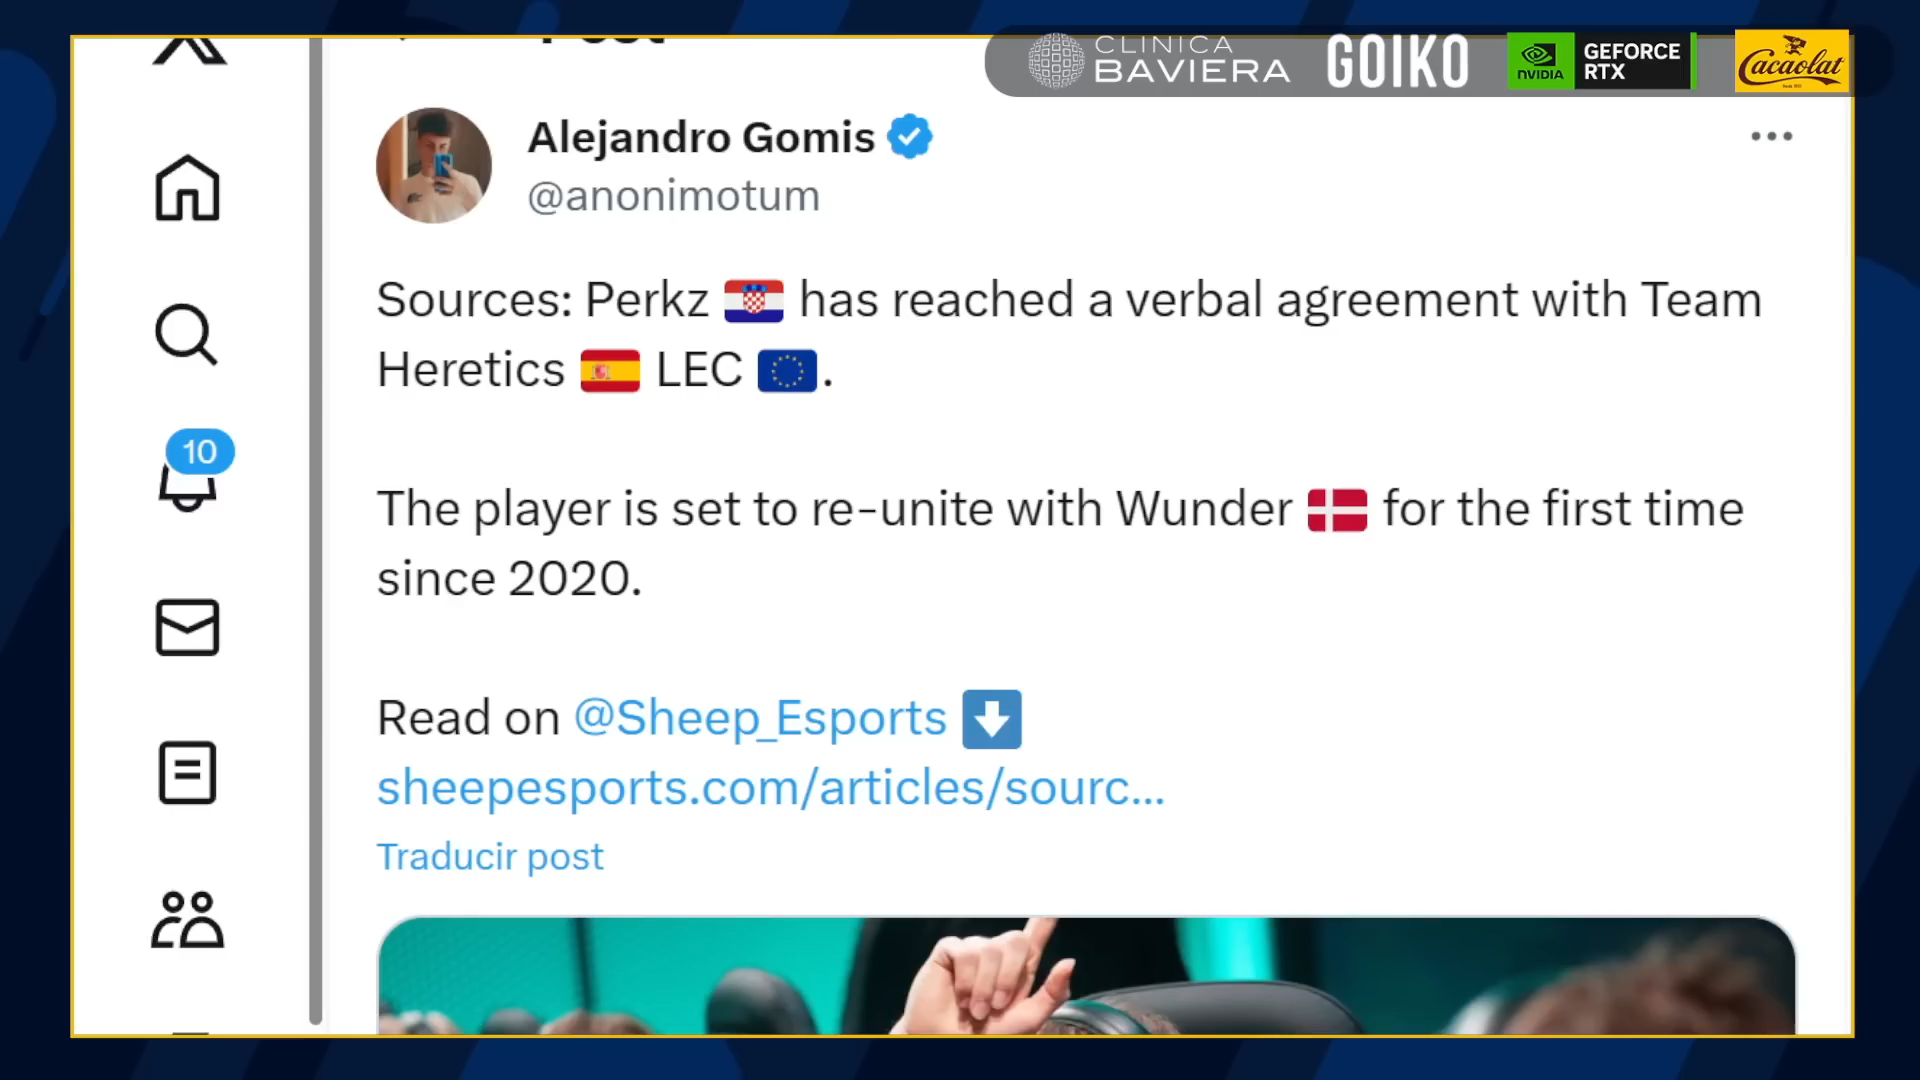 Post
CLINICA
BAVIERA
GOIKO
NVIDIA
GEFORCE
RTX
Cacaolat
Alejandro Gomis
@anonimotum
Sources: Perkz 🇭🇷 has reached a verbal agreement with Team
Heretics 🇪🇸 LEC 🇪🇺.
The player is set to re-unite with Wunder 🇩🇰 for the first time
since 2020.
Read on @Sheep_Esports ⬇️
sheepesports.com/articles/sourc...
Traducir post
10